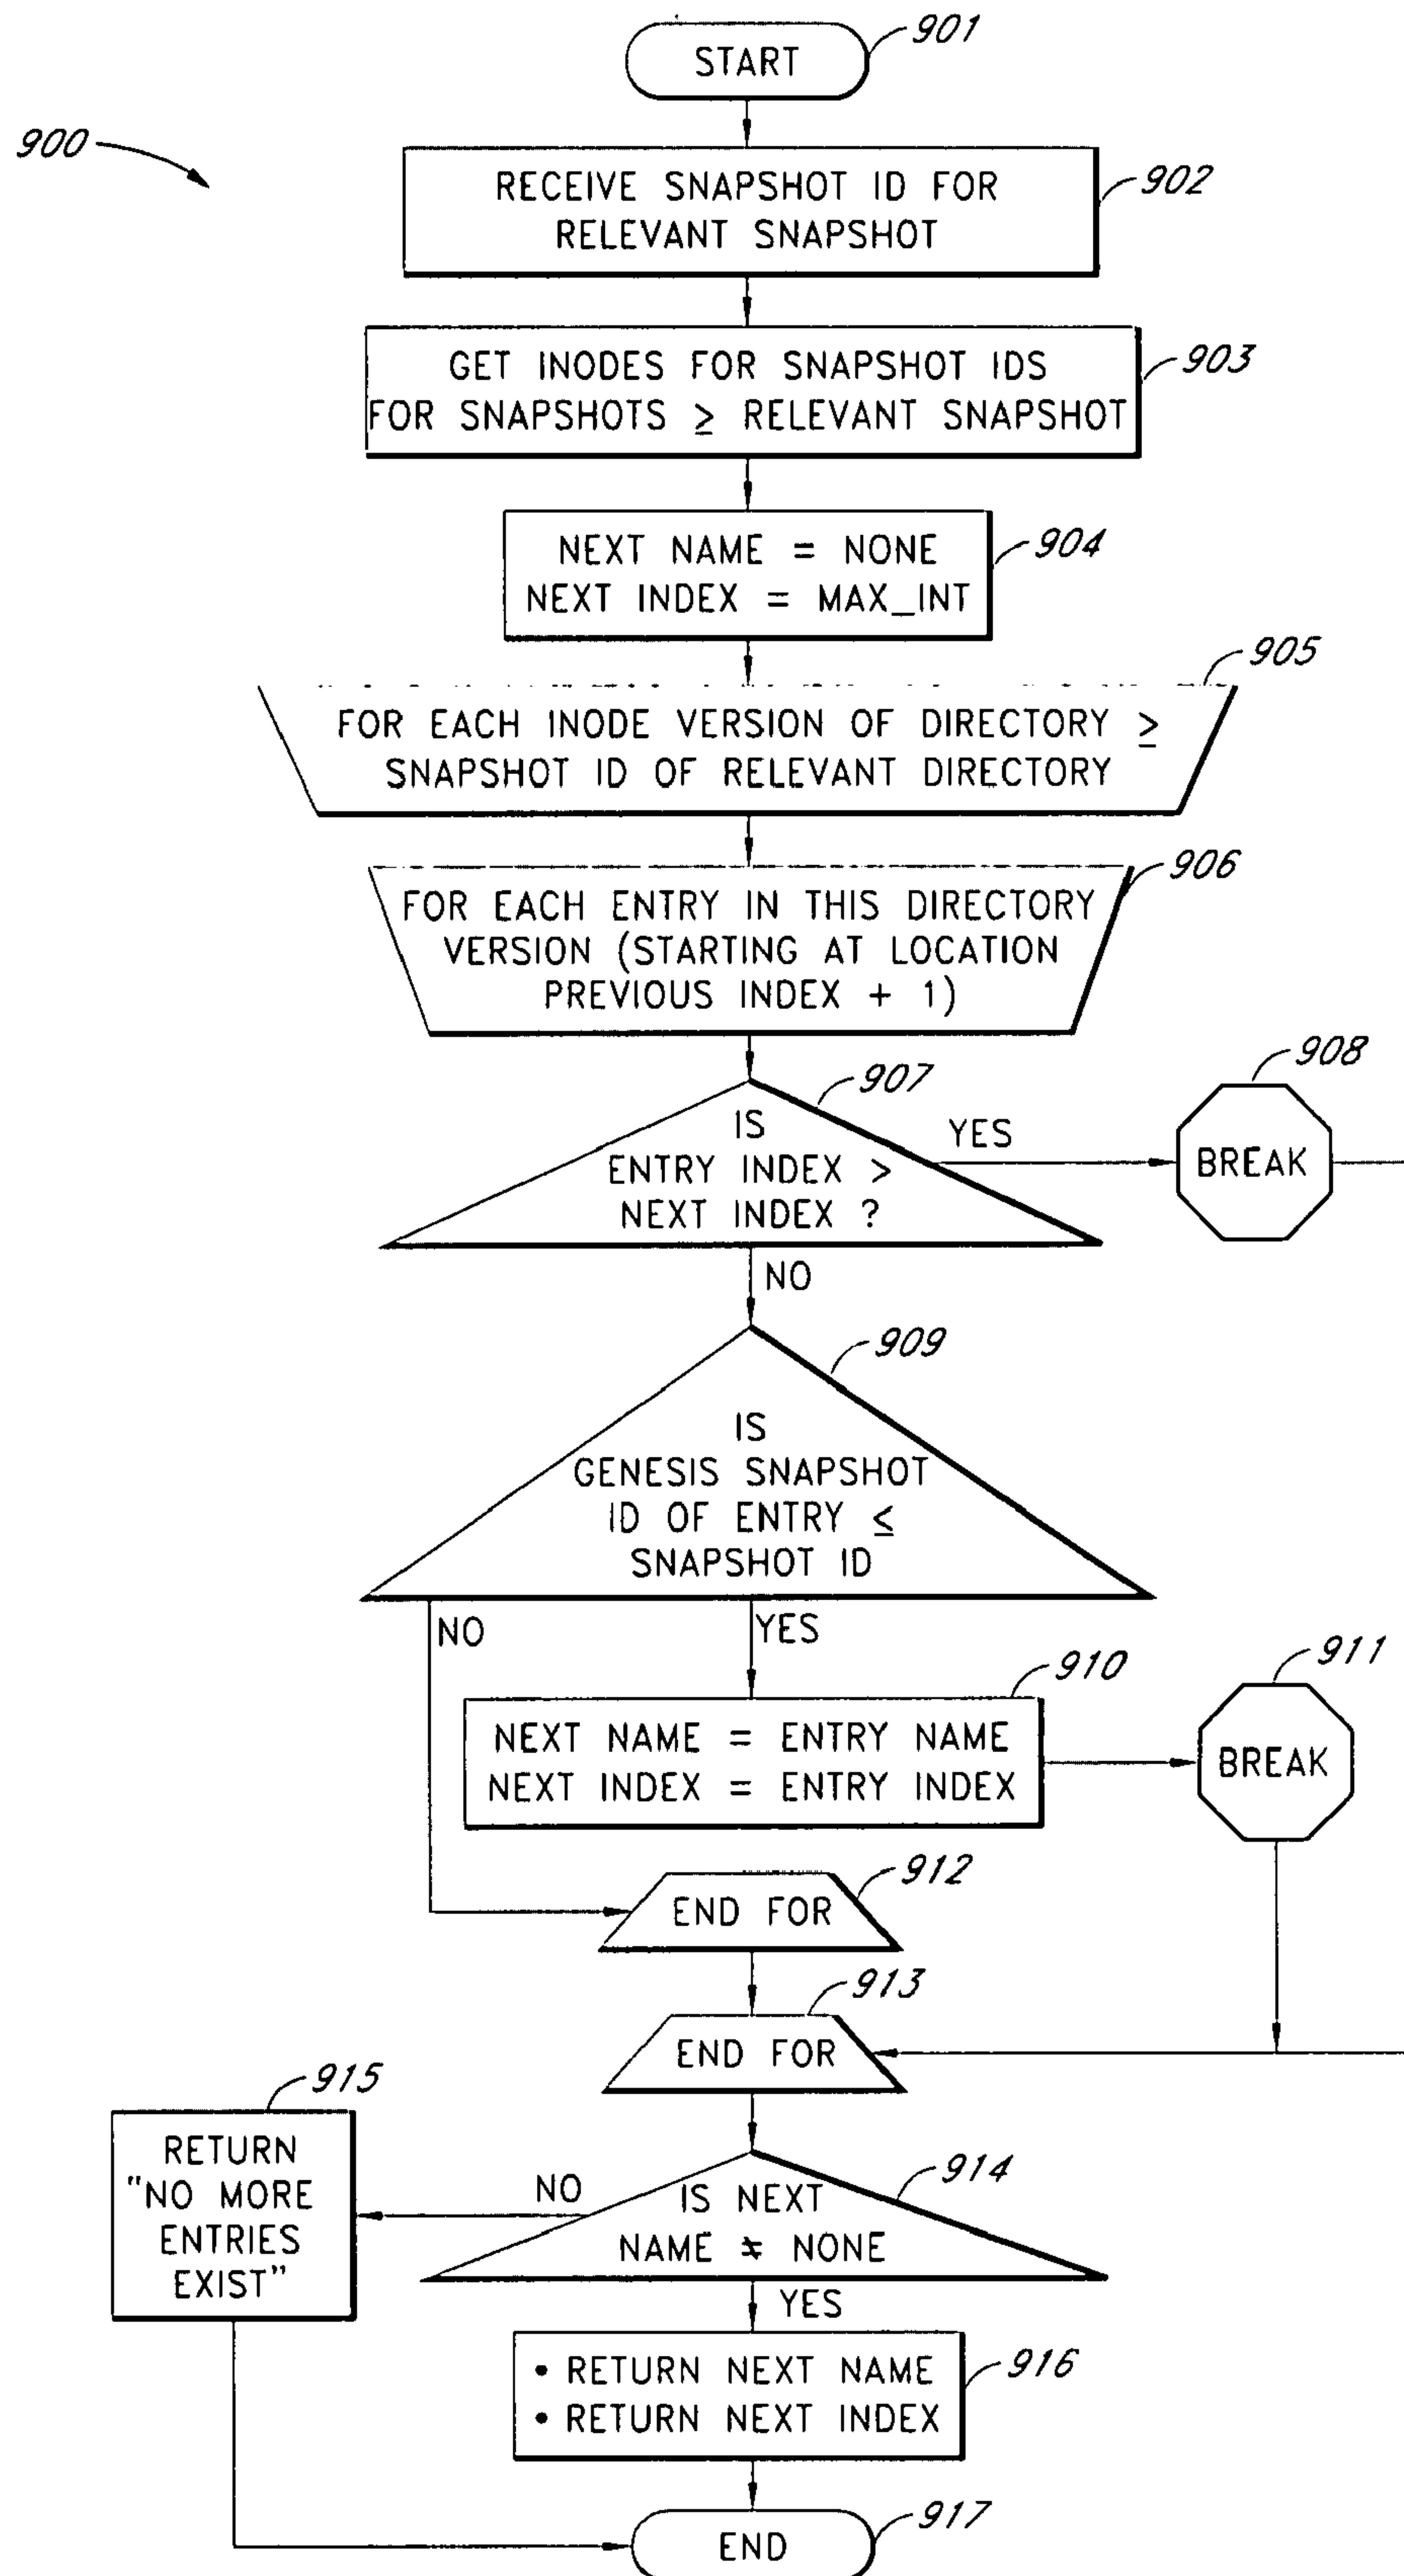 START
901
900
RECEIVE SNAPSHOT ID FOR
RELEVANT SNAPSHOT
902
GET INODES FOR SNAPSHOT IDS
FOR SNAPSHOTS ≥ RELEVANT SNAPSHOT
903
NEXT NAME = NONE
NEXT INDEX = MAX_INT
904
905
FOR EACH INODE VERSION OF DIRECTORY ≥
SNAPSHOT ID OF RELEVANT DIRECTORY
906
FOR EACH ENTRY IN THIS DIRECTORY
VERSION (STARTING AT LOCATION
PREVIOUS INDEX + 1)
907
908
IS
ENTRY INDEX >
NEXT INDEX ?
YES
BREAK
NO
909
IS
GENESIS SNAPSHOT
ID OF ENTRY ≤
SNAPSHOT ID
NO
YES
910
911
NEXT NAME = ENTRY NAME
NEXT INDEX = ENTRY INDEX
BREAK
912
END FOR
913
END FOR
915
RETURN
"NO MORE
ENTRIES
EXIST"
NO
914
IS NEXT
NAME ≠ NONE
YES
• RETURN NEXT NAME
• RETURN NEXT INDEX
916
END
917